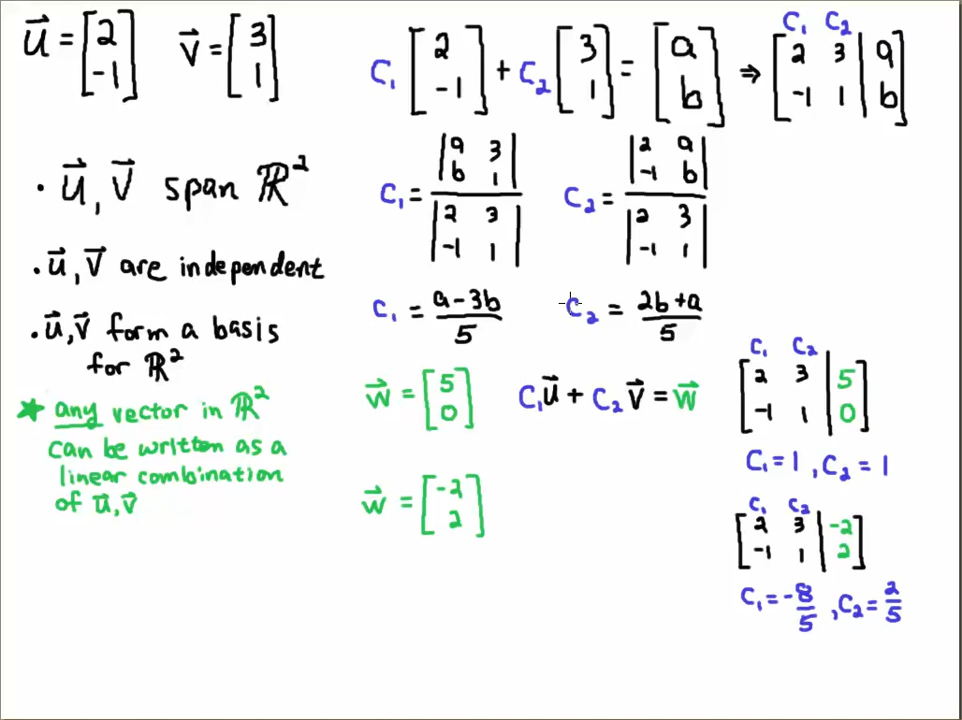 u⃗ = [2 -1] v⃗ = [3 1]
• u⃗, v⃗ span ℝ²
• u⃗, v⃗ are independent
• u⃗, v⃗ form a basis
for ℝ²
★ any vector in ℝ²
can be written as a
linear combination
of u⃗, v⃗
C₁ [2 -1] + C₂ [3 1] = [a b] ⇒
C₁ C₂
[2 3 | a
-1 1 | b]
C₁ = |a 3
b 1|
/ |2 3
-1 1|
C₂ = |2 a
-1 b|
/ |2 3
-1 1|
C₁ = (a - 3b)/5
C₂ = (2b + a)/5
w⃗ = [5 0] C₁u⃗ + C₂v⃗ = w⃗
C₁ C₂
[2 3 | 5
-1 1 | 0]
C₁ = 1, C₂ = 1
w⃗ = [-2 2]
C₁ C₂
[2 3 | -2
-1 1 | 2]
C₁ = -8/5, C₂ = 2/5